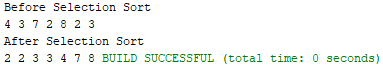 Before Selection Sort
4 3 7 2 8 2 3
After Selection Sort
2 2 3 3 4 7 8 BUILD SUCCESSFUL (total time: 0 seconds)